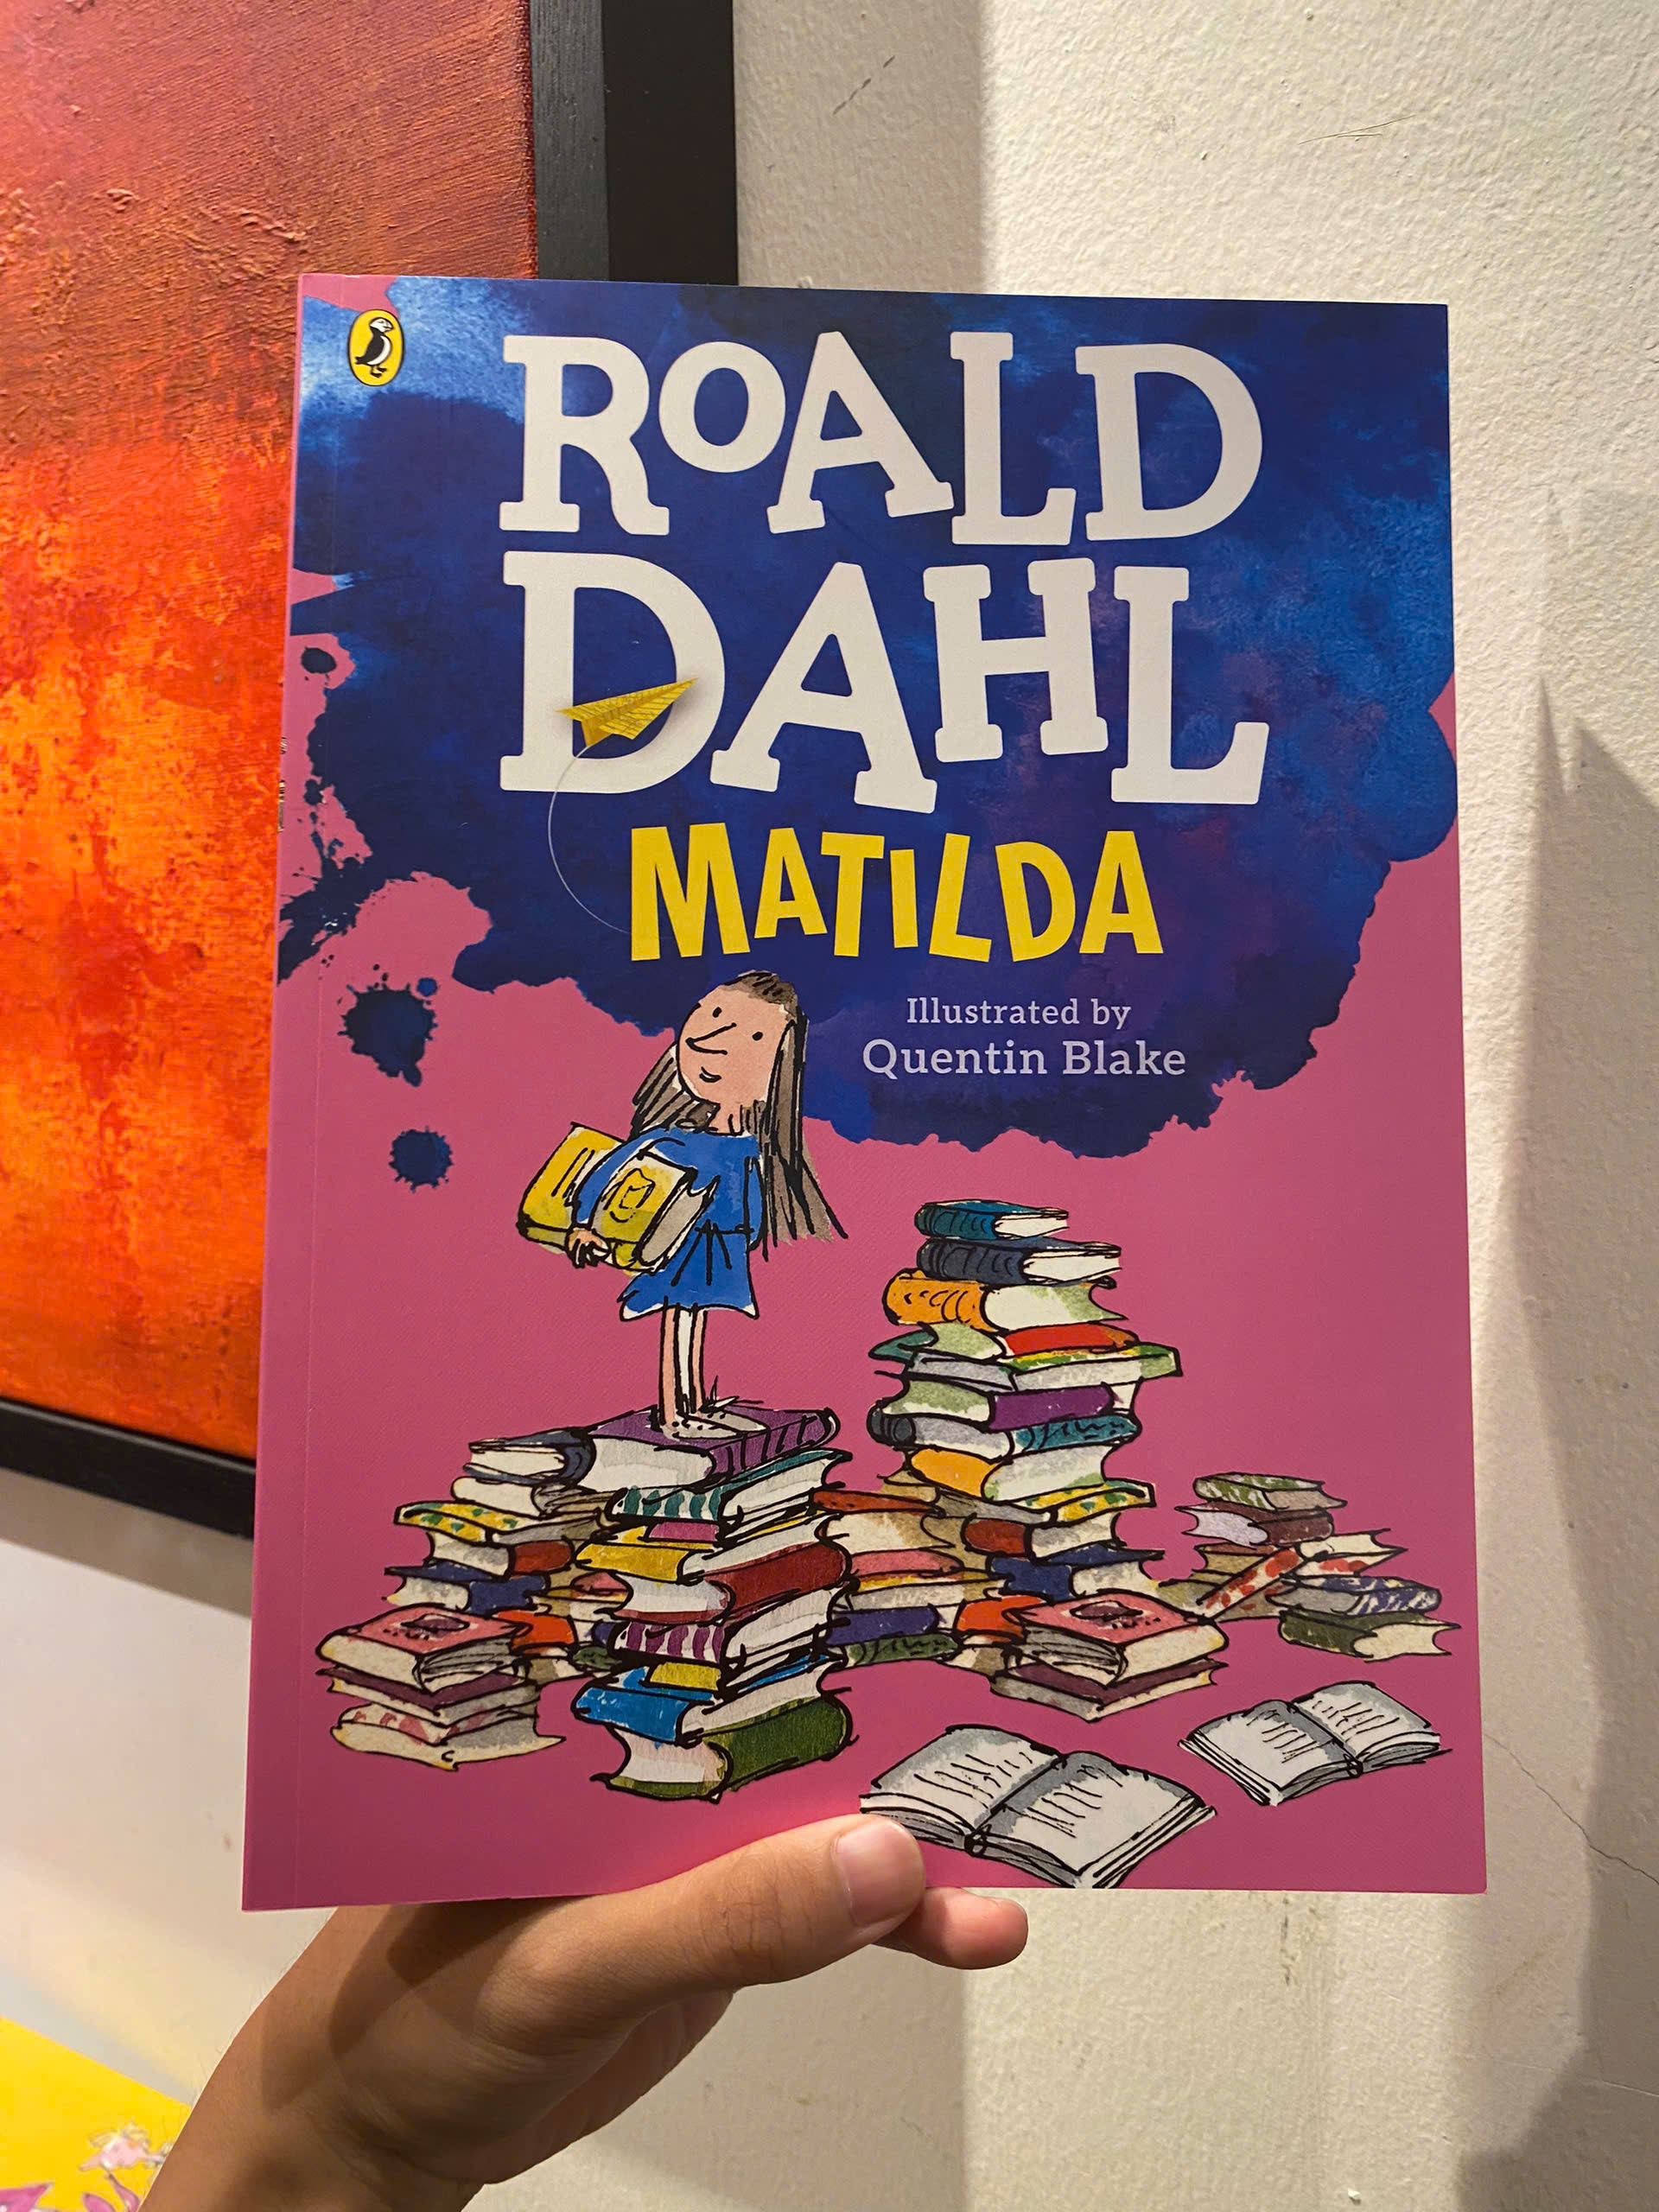 ROALD
DAHL
MATILDA
Illustrated by
Quentin Blake